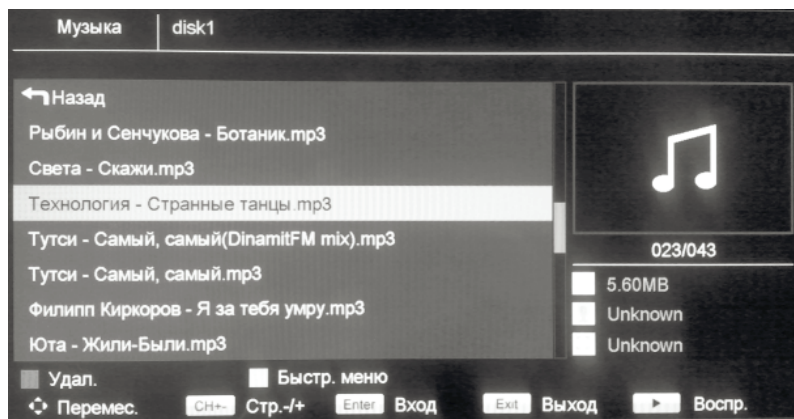 Музыка disk1
Назад
Рыбин и Сенчукова - Ботаник.mp3
Света - Скажи.mp3
Технология - Странные танцы.mp3
Тутси - Самый, самый(DinamitFM mix).mp3
Тутси - Самый, самый.mp3
Филипп Киркоров - Я за тебя умру.mp3
Юта - Жили-Были.mp3
023/043
5.60MB
Unknown
Unknown
Удал. Быстр. меню
Перемес. CH+- Стр.-/+ Enter Вход Exit Выход Воспр.